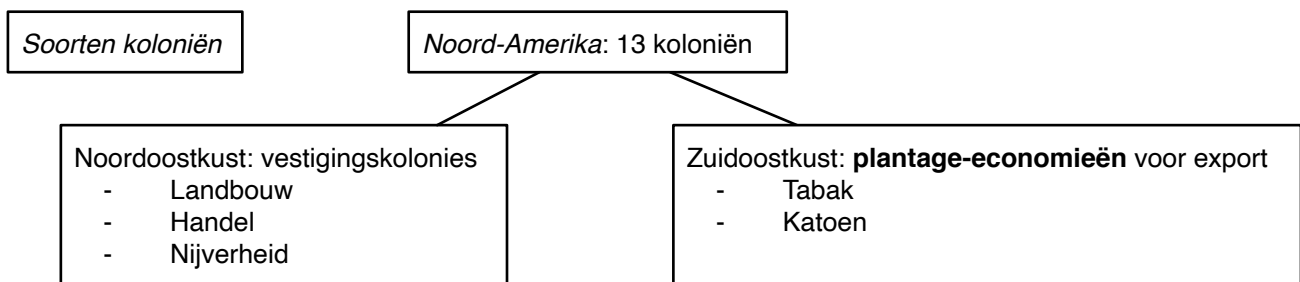 Soorten koloniën
Noord-Amerika: 13 koloniën
Noordoostkust: vestigingskolonies
- Landbouw
- Handel
- Nijverheid
Zuidoostkust: plantage-economieën voor export
- Tabak
- Katoen